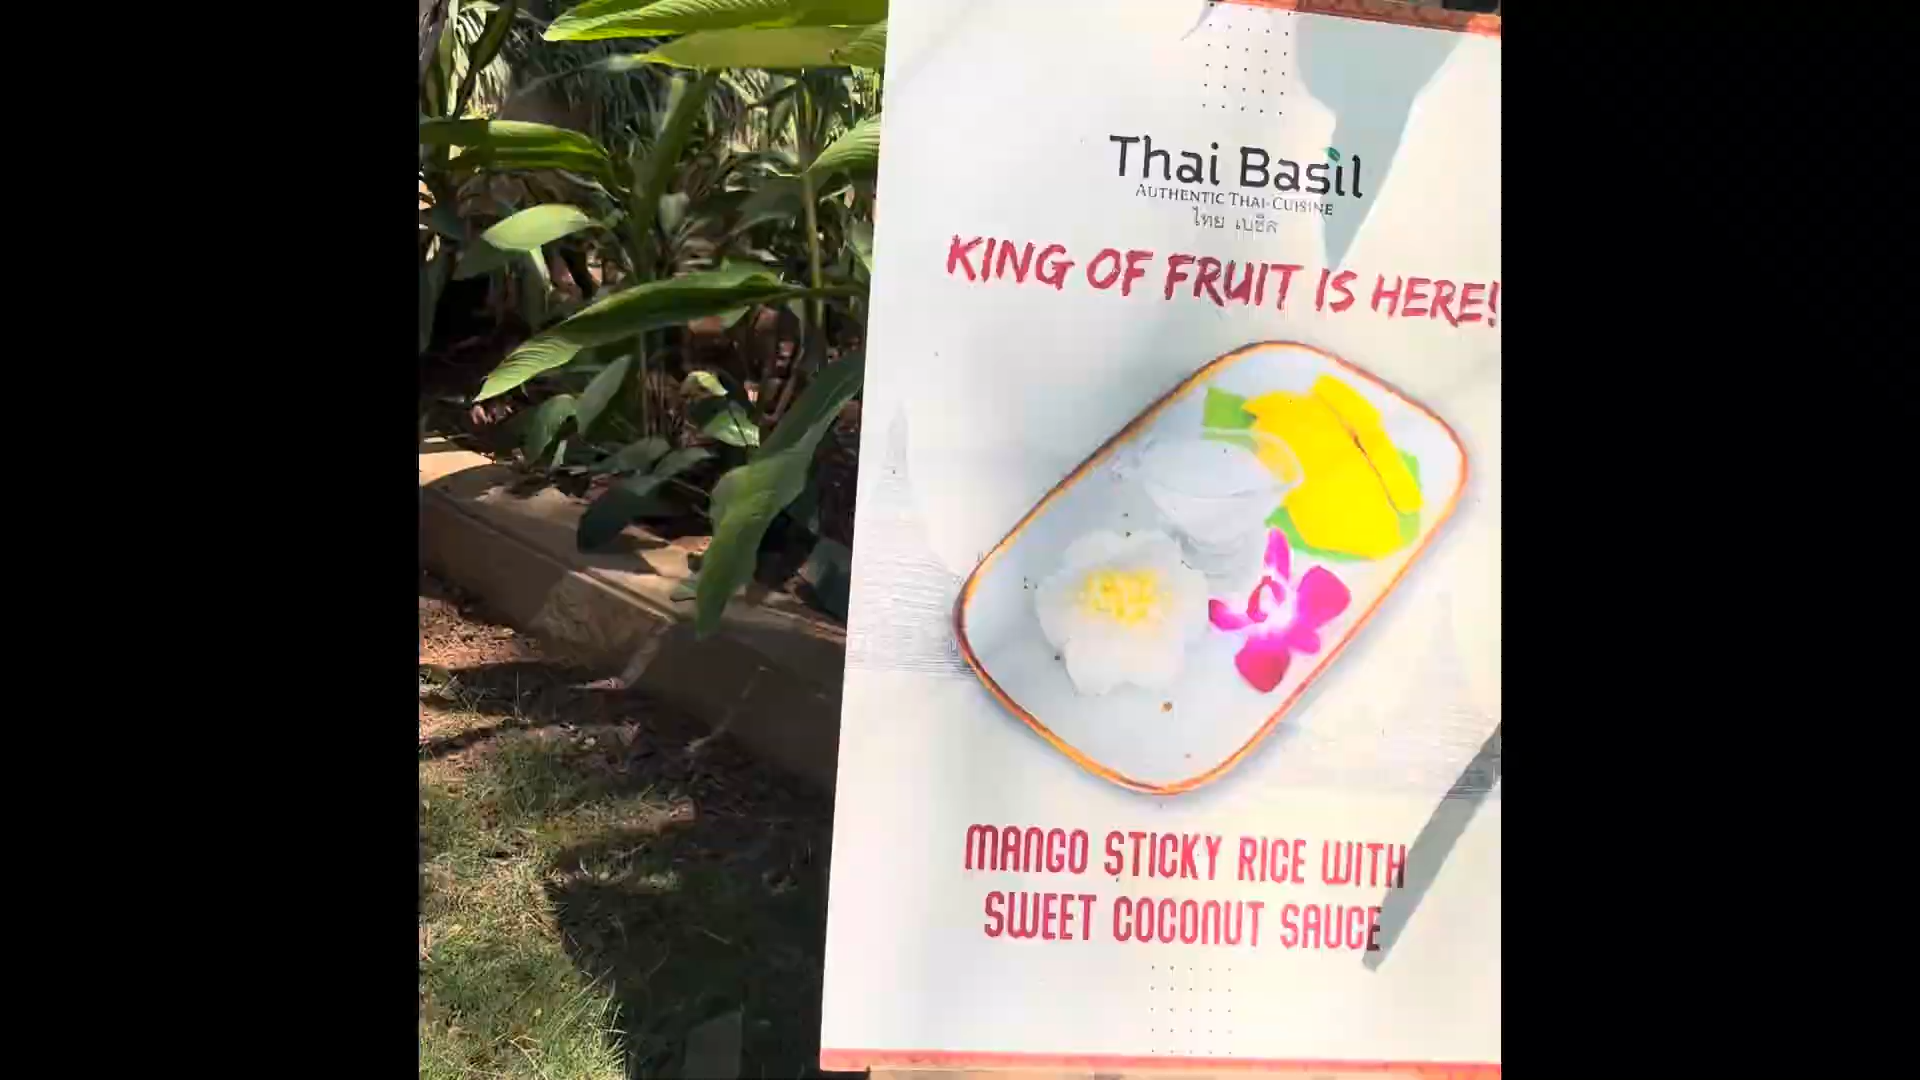 Thai Basil
AUTHENTIC THAI-CUISINE
ไทย เบซิล
KING OF FRUIT IS HERE!
MANGO STICKY RICE WITH
SWEET COCONUT SAUCE